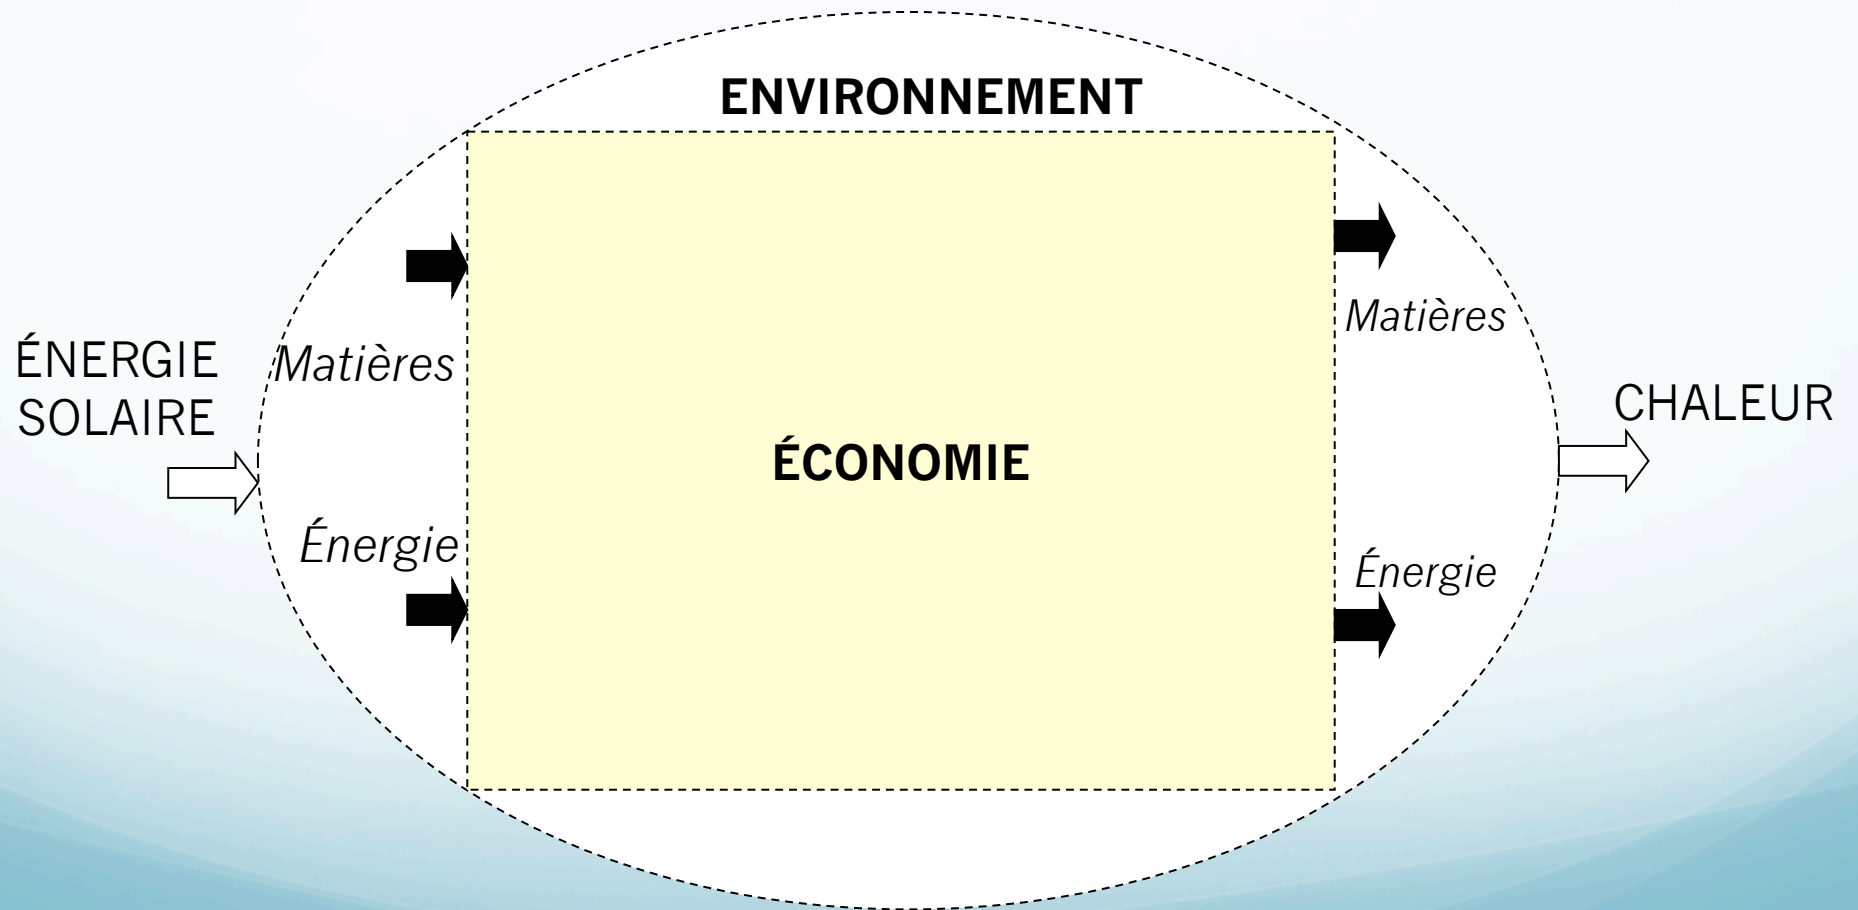 ENVIRONNEMENT
ÉNERGIE
SOLAIRE
Matières
Énergie
ÉCONOMIE
Matières
Énergie
CHALEUR